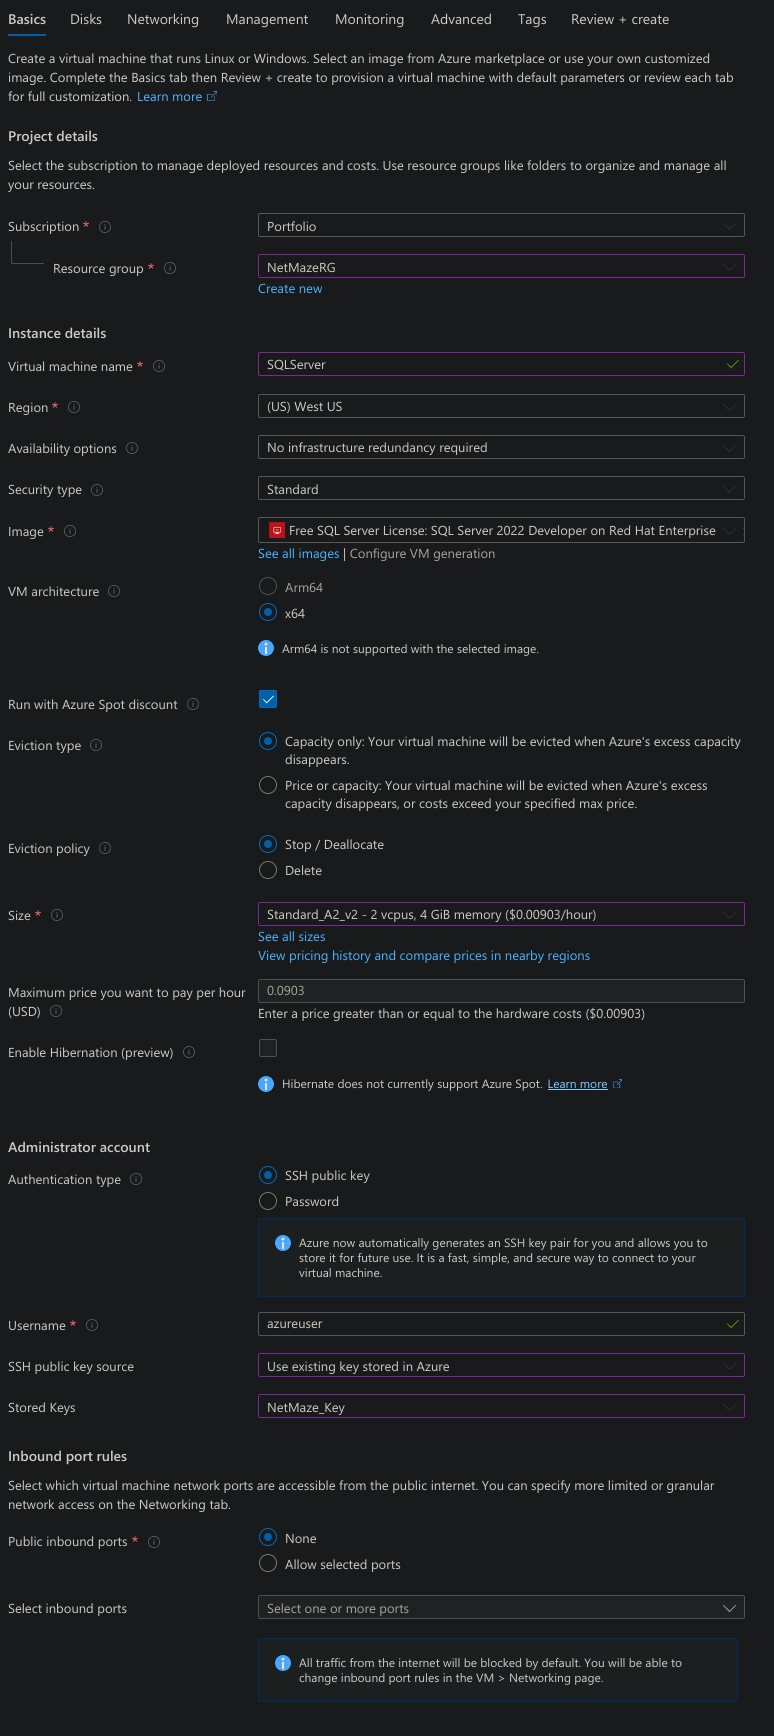 Basics Disks Networking Management Monitoring Advanced Tags Review + create
Create a virtual machine that runs Linux or Windows. Select an image from Azure marketplace or use your own customized
image. Complete the Basics tab then Review + create to provision a virtual machine with default parameters or review each tab
for full customization. Learn more
Project details
Select the subscription to manage deployed resources and costs. Use resource groups like folders to organize and manage all
your resources.
Subscription * Portfolio
Resource group * NetMazeRG
Create new
Instance details
Virtual machine name * SQLServer
Region * (US) West US
Availability options No infrastructure redundancy required
Security type Standard
Image * Free SQL Server License: SQL Server 2022 Developer on Red Hat Enterprise
See all images | Configure VM generation
VM architecture Arm64
x64
Arm64 is not supported with the selected image.
Run with Azure Spot discount
Eviction type Capacity only: Your virtual machine will be evicted when Azure's excess capacity
disappears.
Price or capacity: Your virtual machine will be evicted when Azure's excess
capacity disappears, or costs exceed your specified max price.
Eviction policy Stop / Deallocate
Delete
Size * Standard_A2_v2 - 2 vcpus, 4 GiB memory ($0.00903/hour)
See all sizes
View pricing history and compare prices in nearby regions
Maximum price you want to pay per hour 0.0903
(USD) Enter a price greater than or equal to the hardware costs ($0.00903)
Enable Hibernation (preview)
Hibernate does not currently support Azure Spot. Learn more
Administrator account
Authentication type SSH public key
Password
Azure now automatically generates an SSH key pair for you and allows you to
store it for future use. It is a fast, simple, and secure way to connect to your
virtual machine.
Username * azureuser
SSH public key source Use existing key stored in Azure
Stored Keys NetMaze_Key
Inbound port rules
Select which virtual machine network ports are accessible from the public internet. You can specify more limited or granular
network access on the Networking tab.
Public inbound ports * None
Allow selected ports
Select inbound ports Select one or more ports
All traffic from the internet will be blocked by default. You will be able to
change inbound port rules in the VM > Networking page.